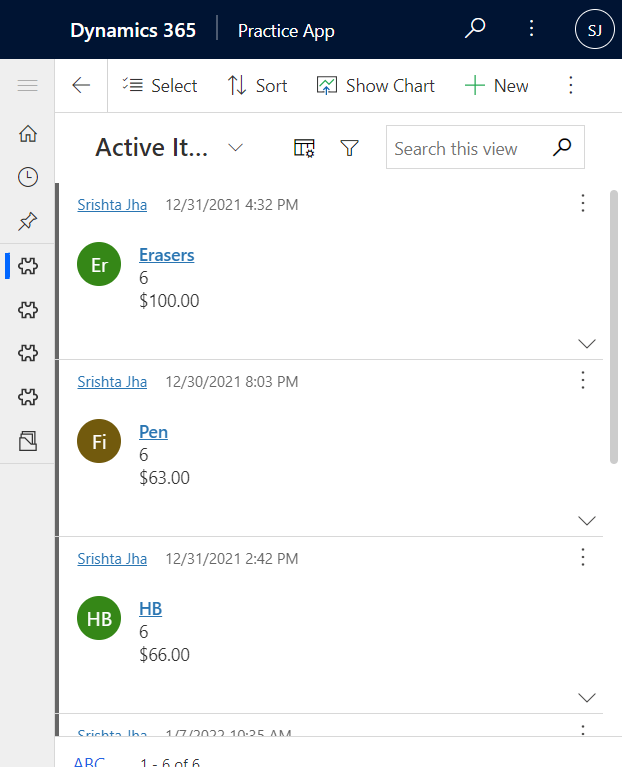 Dynamics 365 Practice App SJ
Select Sort Show Chart New
Active It... Search this view
Srishta Jha 12/31/2021 4:32 PM
Er Erasers
6
$100.00
Srishta Jha 12/30/2021 8:03 PM
Fi Pen
6
$63.00
Srishta Jha 12/31/2021 2:42 PM
HB HB
6
$66.00
Srishta Jha 1/7/2022 10:35 AM
ABC 1 - 6 of 6